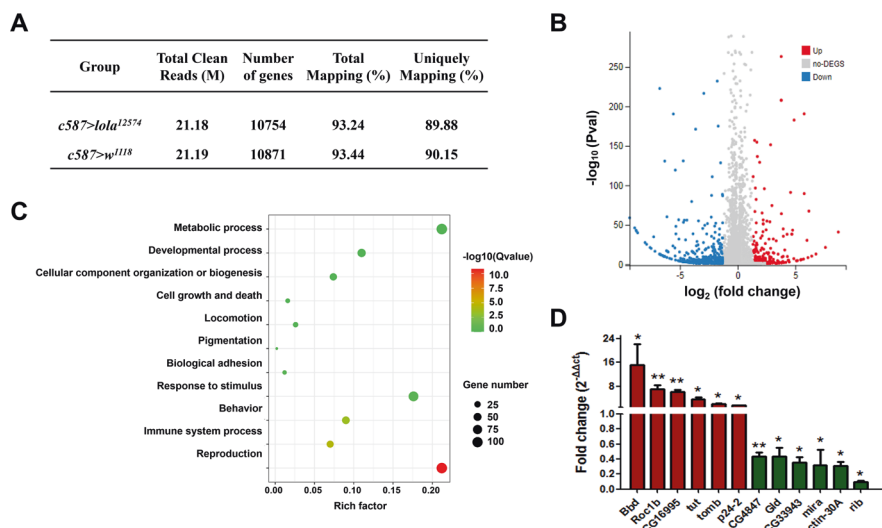 A
Group Total Clean Reads (M) Number of genes Total Mapping (%) Uniquely Mapping (%)
c587>lola12574 21.18 10754 93.24 89.88
c587>w1118 21.19 10871 93.44 90.15
B
-log10 (Pval)
250
200
150
100
50
0
-5 0 5
log2 (fold change)
Up
no-DEGS
Down
C
Metabolic process
Developmental process
Cellular component organization or biogenesis
Cell growth and death
Locomotion
Pigmentation
Biological adhesion
Response to stimulus
Behavior
Immune system process
Reproduction
0.00 0.05 0.10 0.15 0.20
Rich factor
-log10(Qvalue)
10.0
7.5
5.0
2.5
0.0
Gene number
25
50
75
100
D
Fold change (2-ΔΔct)
24
16
8
1.0
0.8
0.6
0.4
0.2
0.0
* ** ** * * * ** * * * * *
Bbd Roc1b CG16995 tut tomb p24-2 CG4847 Gld CG33943 mira ctlin-30A rib